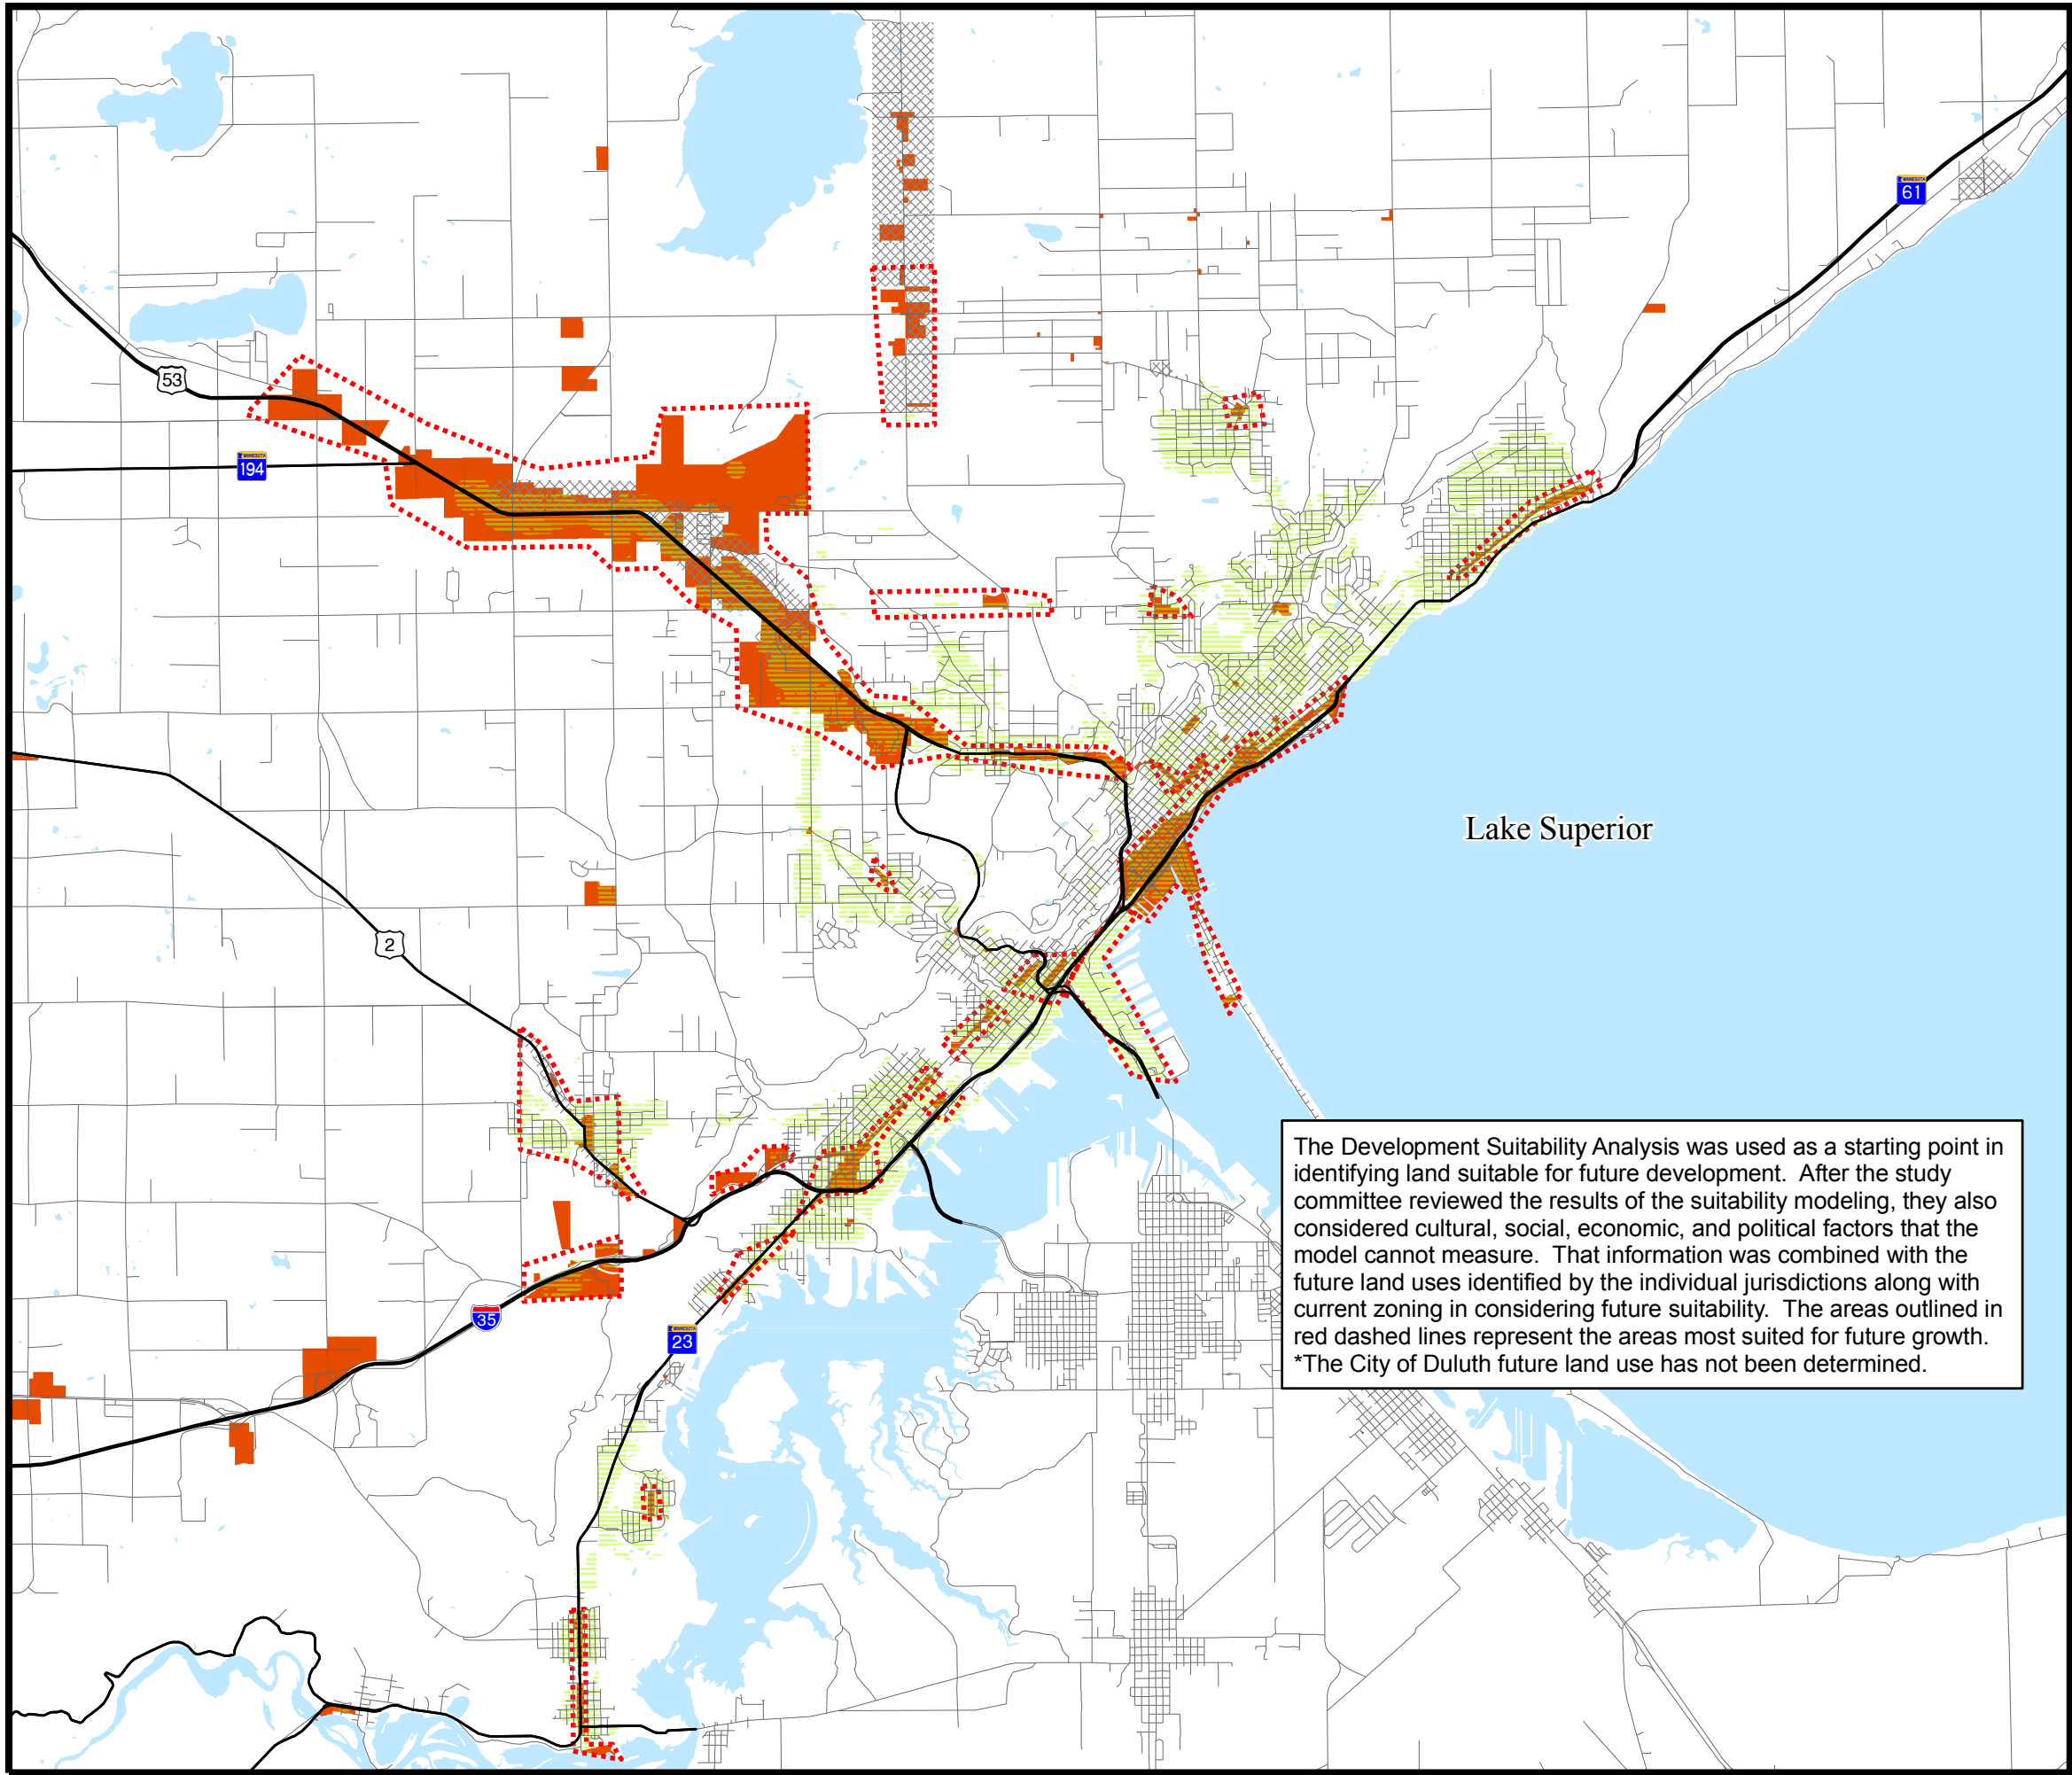 MINNESOTA
61
53
MINNESOTA
194
Lake Superior
2
The Development Suitability Analysis was used as a starting point in
identifying land suitable for future development.  After the study
committee reviewed the results of the suitability modeling, they also
considered cultural, social, economic, and political factors that the
model cannot measure.  That information was combined with the
future land uses identified by the individual jurisdictions along with
current zoning in considering future suitability.  The areas outlined in
red dashed lines represent the areas most suited for future growth.
*The City of Duluth future land use has not been determined.
35
MINNESOTA
23